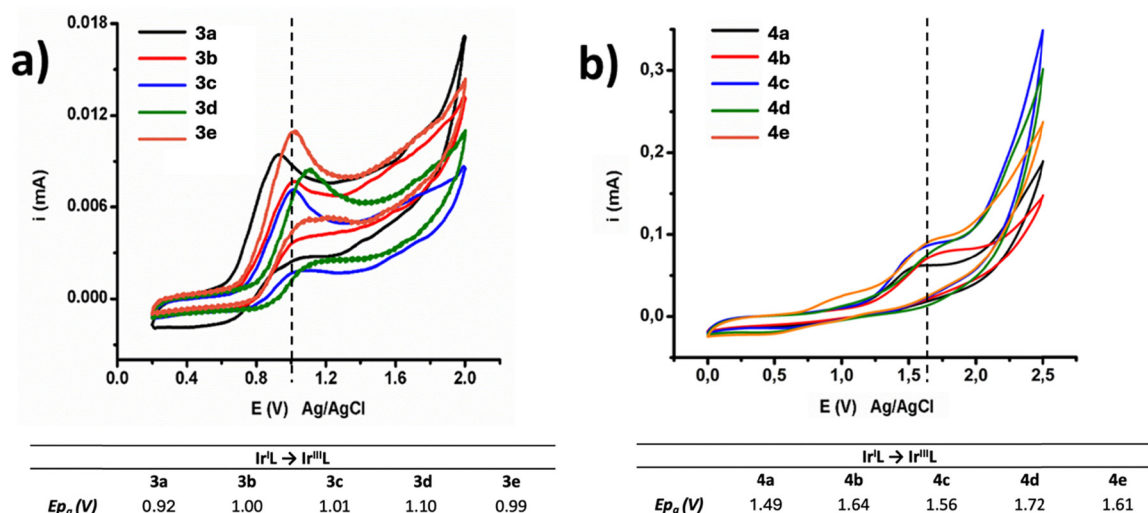 a)
0.018
0.012
0.006
0.000
3a
3b
3c
3d
3e
i (mA)
0.0 0.4 0.8 1.2 1.6 2.0
E (V) Ag/AgCl
IrᴵL → IrᴵᴵᴵL
3a 3b 3c 3d 3e
Epₐ (V) 0.92 1.00 1.01 1.10 0.99
b)
0,3
0,2
0,1
0,0
4a
4b
4c
4d
4e
i (mA)
0,0 0,5 1,0 1,5 2,0 2,5
E (V) Ag/AgCl
IrᴵL → IrᴵᴵᴵL
4a 4b 4c 4d 4e
Epₐ (V) 1.49 1.64 1.56 1.72 1.61